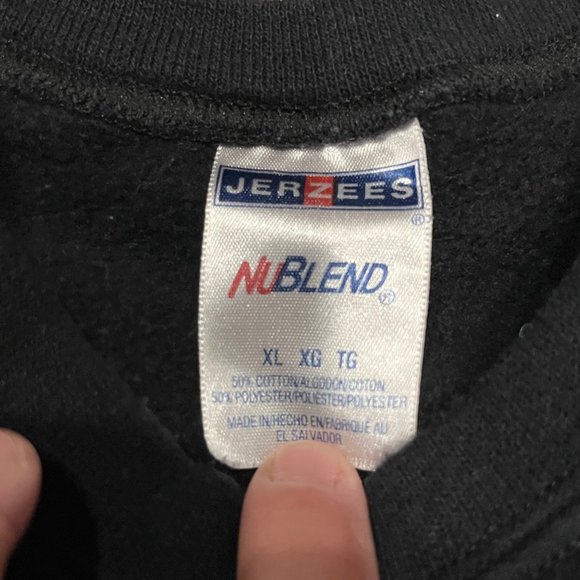 JERZEES
®
NUBLEND®
XL XG TG
50% COTTON/ALGODON/COTON
50% POLYESTER/POLIESTER/POLYESTER
MADE IN/HECHO EN/FABRIQUE AU
EL SALVADOR